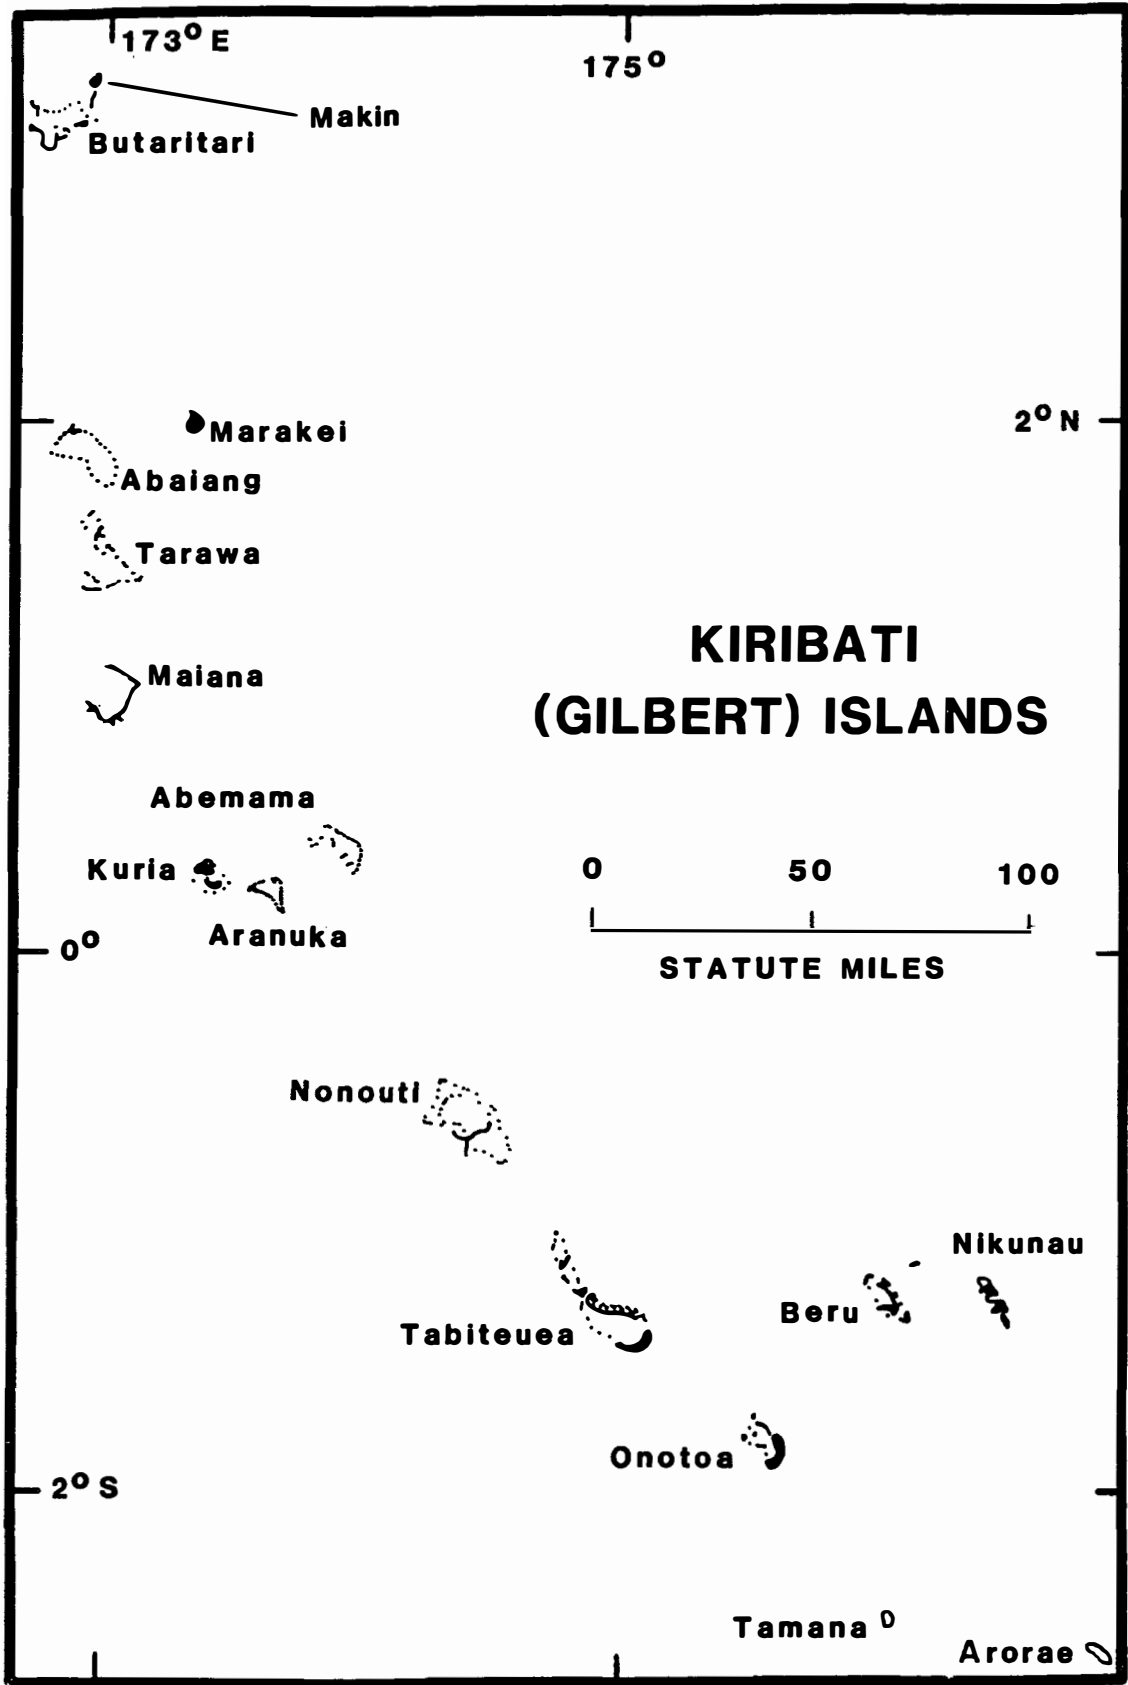 173° E
175°
Makin
Butaritari
2° N
Marakei
Abaiang
Tarawa
KIRIBATI
(GILBERT) ISLANDS
Maiana
Abemama
Kuria
0 50 100
Aranuka
0°
STATUTE MILES
Nonouti
Nikunau
Beru
Tabiteuea
Onotoa
2° S
Tamana
Arorae